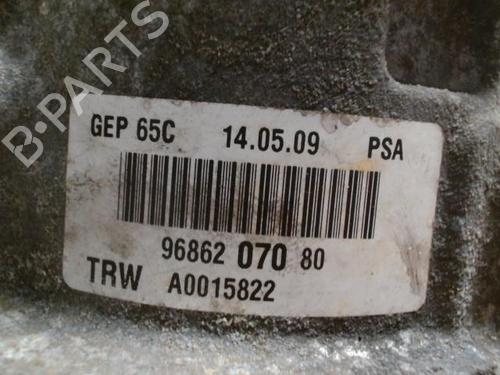 B-PARTS
GEP 65C 14.05.09 PSA
96862 070 80
TRW A0015822